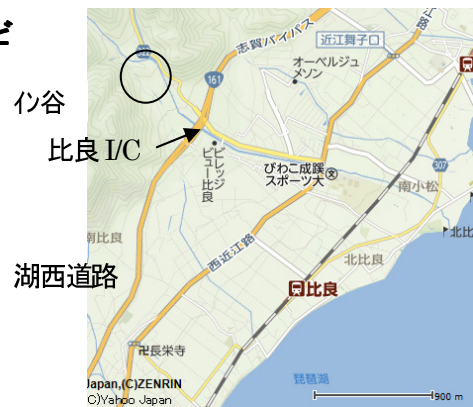 ビ
イン谷
比良 I/C
湖西道路
志賀バイパス
161
近江舞子口
オーベルジュ
メソン
ビレッジ
ビュー比良
びわこ成蹊
スポーツ大
307
南小松
北比
南比良
西近江路
比良
北比良
卍長栄寺
琵琶湖
Japan,(C)ZENRIN
C)Yahoo Japan
900 m